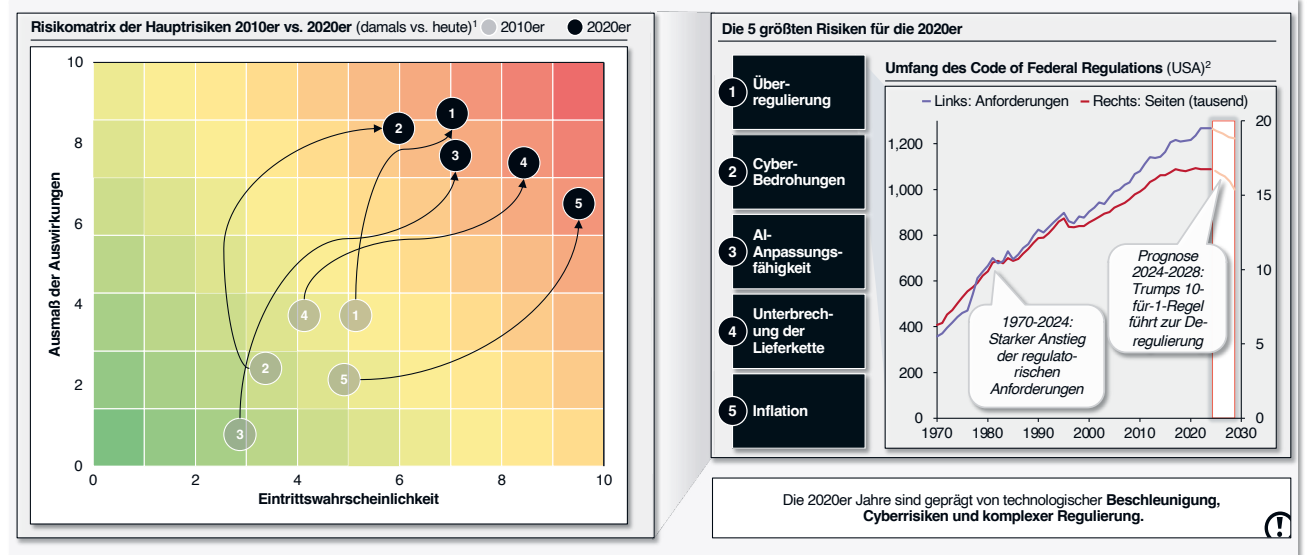 Risikomatrix der Hauptrisiken 2010er vs. 2020er (damals vs. heute)¹ 2010er 2020er
10
8
6
4
2
0
Ausmaß der Auswirkungen
1
2
3
4
5
4
1
2
5
3
0 2 4 6 8 10
Eintrittswahrscheinlichkeit
Die 5 größten Risiken für die 2020er
1
Über-
regulierung
2
Cyber-
Bedrohungen
3
AI-
Anpassungs-
fähigkeit
4
Unterbrech-
ung der
Lieferkette
5
Inflation
Umfang des Code of Federal Regulations (USA)²
Links: Anforderungen Rechts: Seiten (tausend)
1,200
1,000
800
600
400
200
0
20
15
10
5
0
1970-2024:
Starker Anstieg
der regulato-
rischen
Anforderungen
Prognose
2024-2028:
Trumps 10-
für-1-Regel
führt zur De-
regulierung
1970 1980 1990 2000 2010 2020 2030
Die 2020er Jahre sind geprägt von technologischer Beschleunigung,
Cyberrisiken und komplexer Regulierung.
!